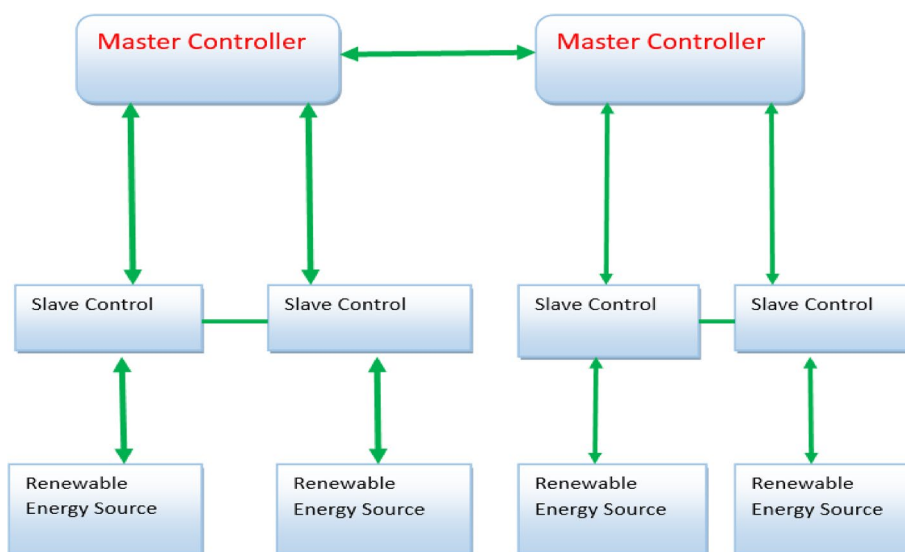 Master Controller
Master Controller
Slave Control
Slave Control
Slave Control
Slave Control
Renewable
Energy Source
Renewable
Energy Source
Renewable
Energy Source
Renewable
Energy Source